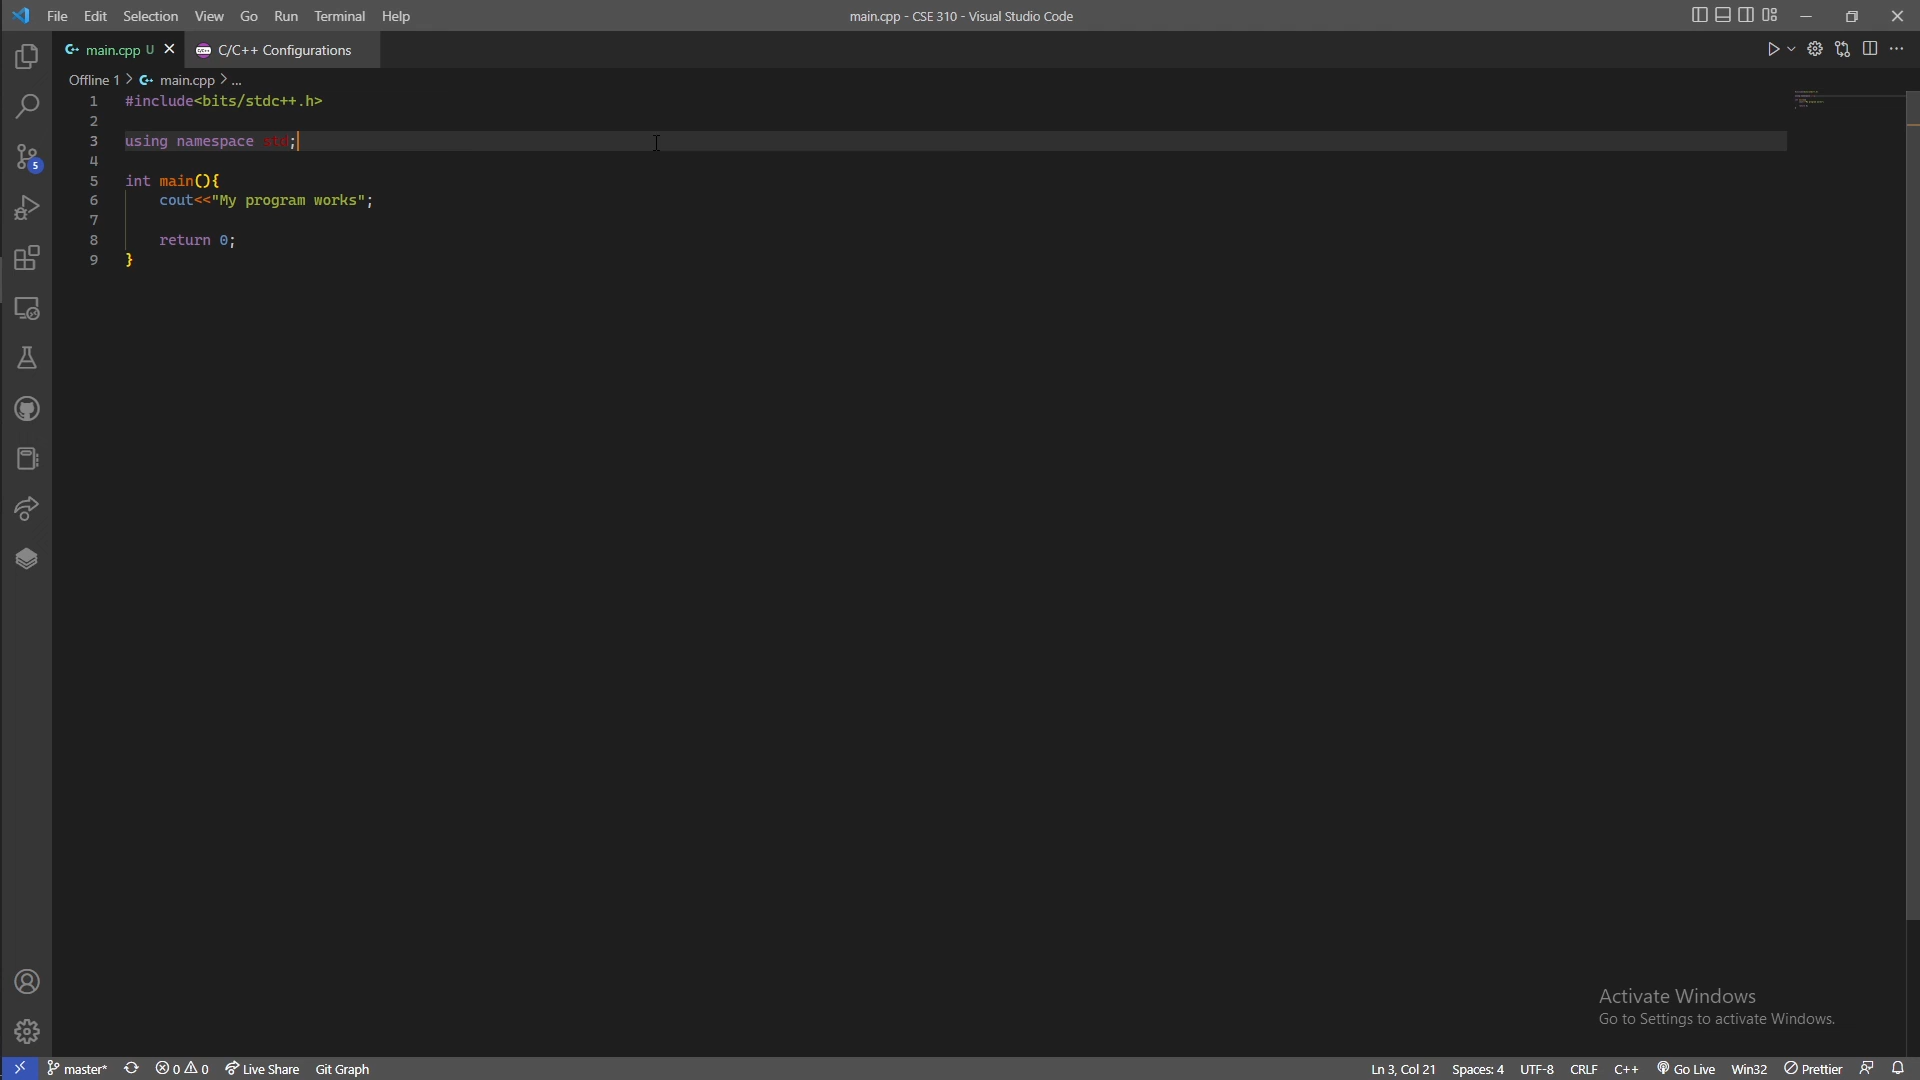 File Edit Selection View Go Run Terminal Help
main.cpp - CSE 310 - Visual Studio Code
main.cpp U
C/C++ Configurations
Offline 1 > main.cpp > ...
1 #include<bits/stdc++.h>
2
3 using namespace std;
4
5 int main(){
6 cout<<"My program works";
7
8 return 0;
9 }
5
Activate Windows
Go to Settings to activate Windows.
master* 0 0 Live Share Git Graph
Ln 3, Col 21 Spaces: 4 UTF-8 CRLF C++ Go Live Win32 Prettier